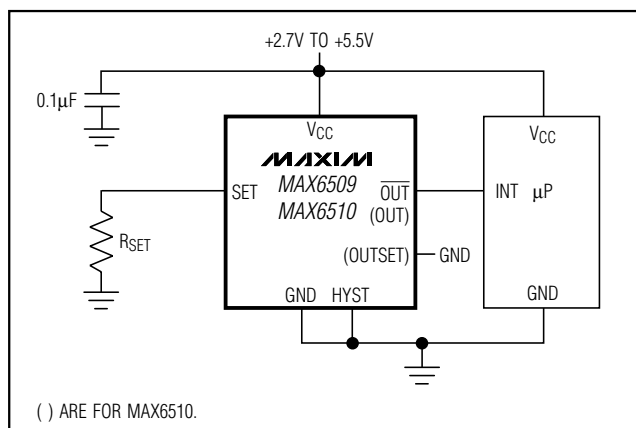 +2.7V TO +5.5V
0.1μF
VCC
VCC
MAXIM
MAX6509
MAX6510
SET
OUT
(OUT)
INT μP
RSET
(OUTSET)
GND
GND HYST
GND
( ) ARE FOR MAX6510.